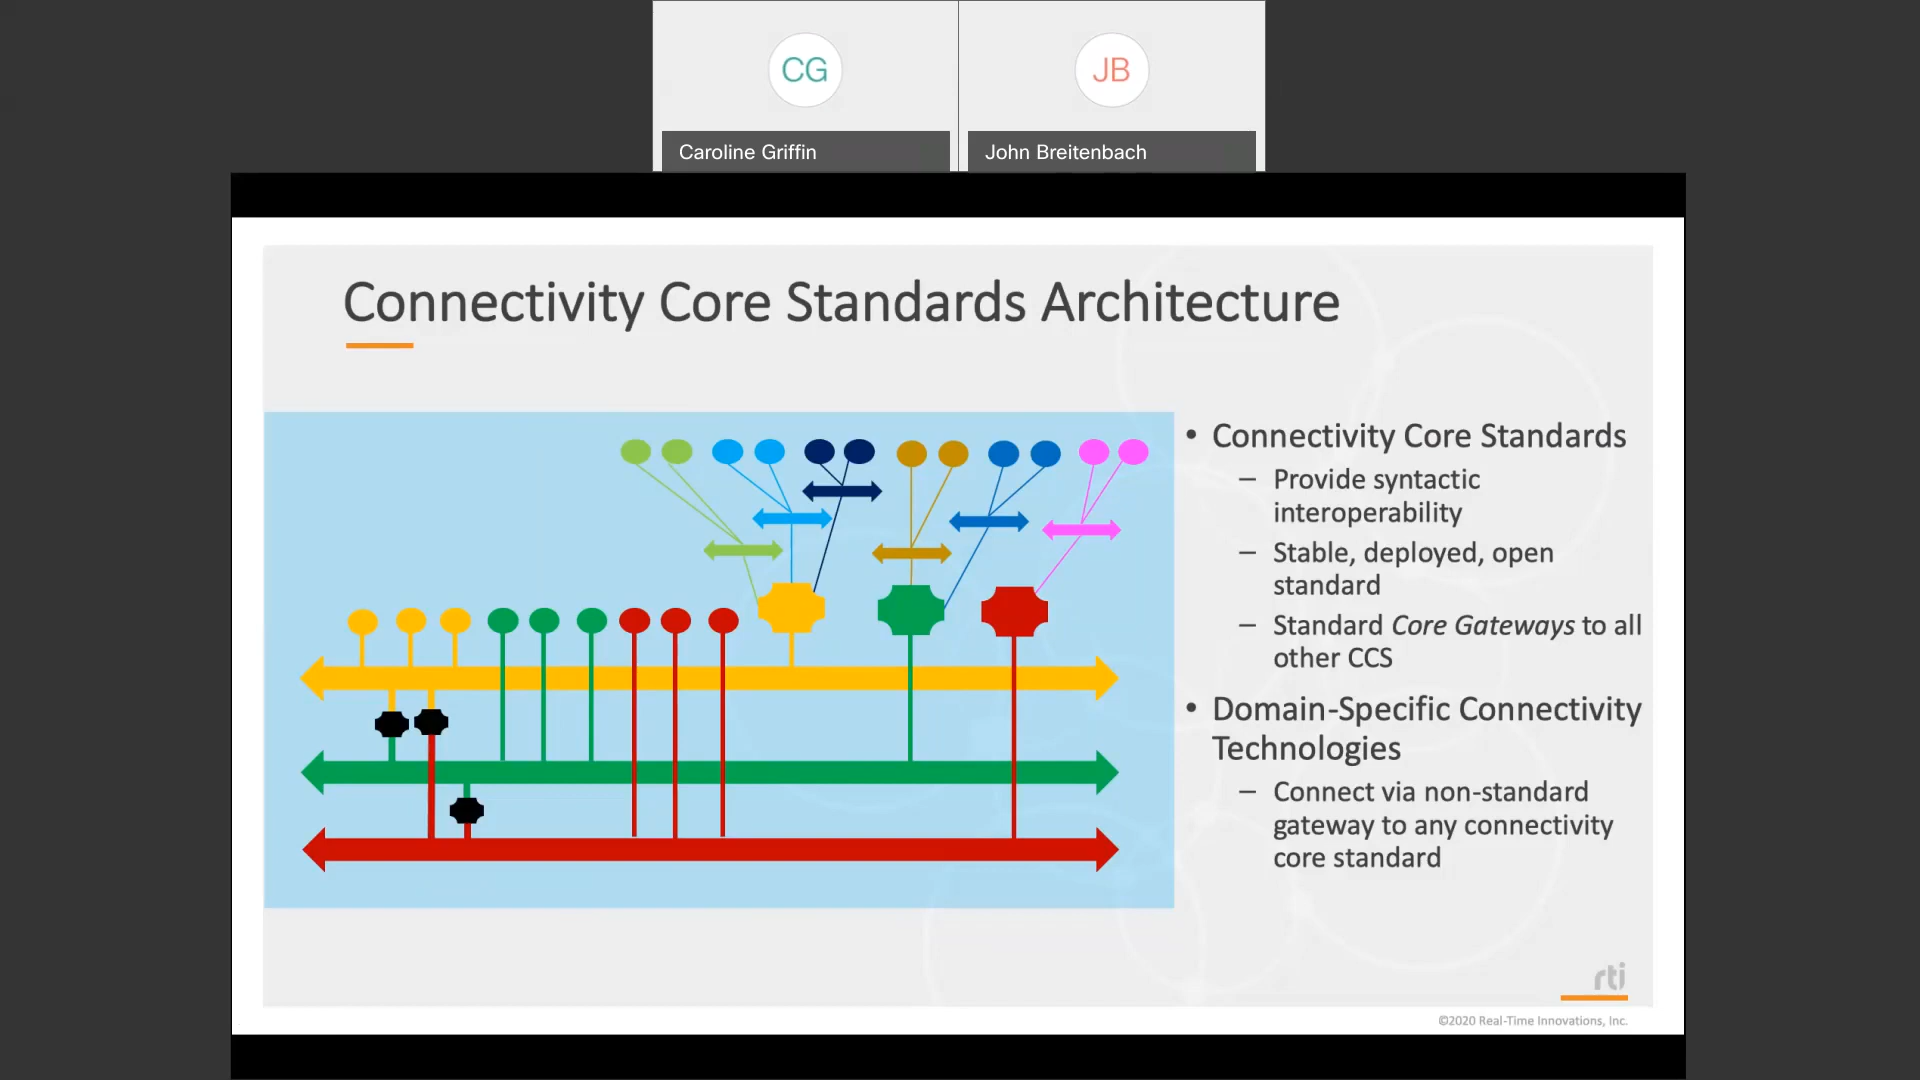 CG
JB
Caroline Griffin
John Breitenbach
Connectivity Core Standards Architecture
• Connectivity Core Standards
– Provide syntactic
interoperability
– Stable, deployed, open
standard
– Standard Core Gateways to all
other CCS
• Domain-Specific Connectivity
Technologies
– Connect via non-standard
gateway to any connectivity
core standard
rti
©2020 Real-Time Innovations, Inc.